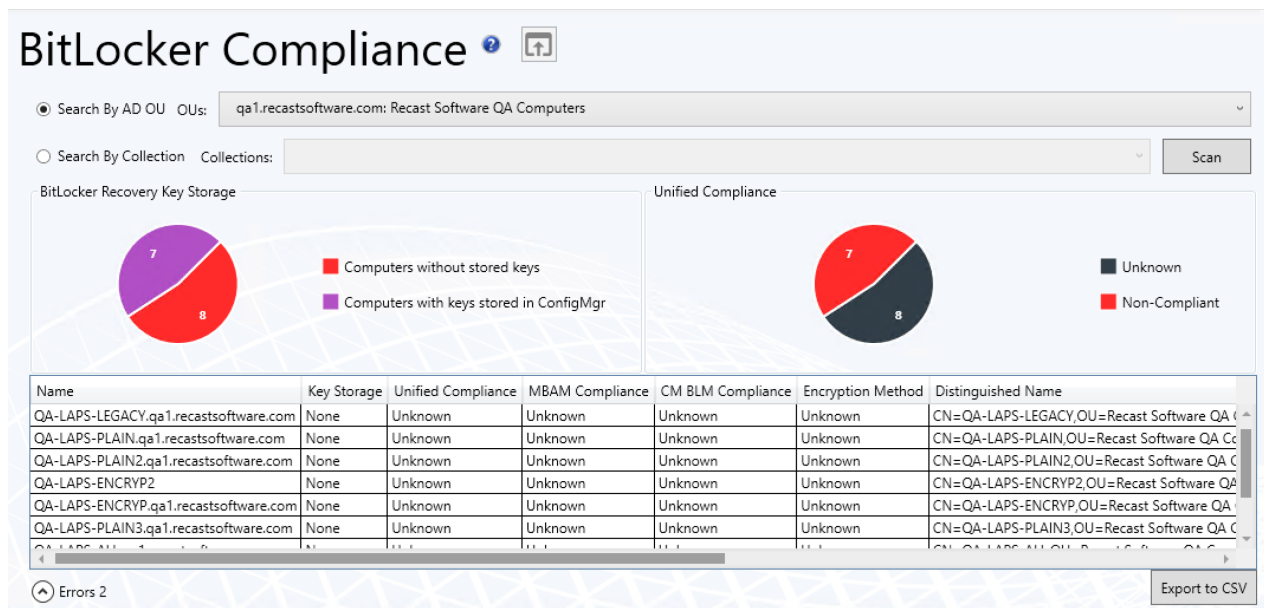 BitLocker Compliance
Search By AD OU OUs: qa1.recastsoftware.com: Recast Software QA Computers
Search By Collection Collections: Scan
BitLocker Recovery Key Storage
7
8
Computers without stored keys
Computers with keys stored in ConfigMgr
Unified Compliance
7
8
Unknown
Non-Compliant
Name Key Storage Unified Compliance MBAM Compliance CM BLM Compliance Encryption Method Distinguished Name
QA-LAPS-LEGACY.qa1.recastsoftware.com None Unknown Unknown Unknown Unknown CN=QA-LAPS-LEGACY,OU=Recast Software QA
QA-LAPS-PLAIN.qa1.recastsoftware.com None Unknown Unknown Unknown Unknown CN=QA-LAPS-PLAIN,OU=Recast Software QA Co
QA-LAPS-PLAIN2.qa1.recastsoftware.com None Unknown Unknown Unknown Unknown CN=QA-LAPS-PLAIN2,OU=Recast Software QA
QA-LAPS-ENCRYP2 None Unknown Unknown Unknown Unknown CN=QA-LAPS-ENCRYP2,OU=Recast Software QA
QA-LAPS-ENCRYP.qa1.recastsoftware.com None Unknown Unknown Unknown Unknown CN=QA-LAPS-ENCRYP,OU=Recast Software QA
QA-LAPS-PLAIN3.qa1.recastsoftware.com None Unknown Unknown Unknown Unknown CN=QA-LAPS-PLAIN3,OU=Recast Software QA
Errors 2
Export to CSV